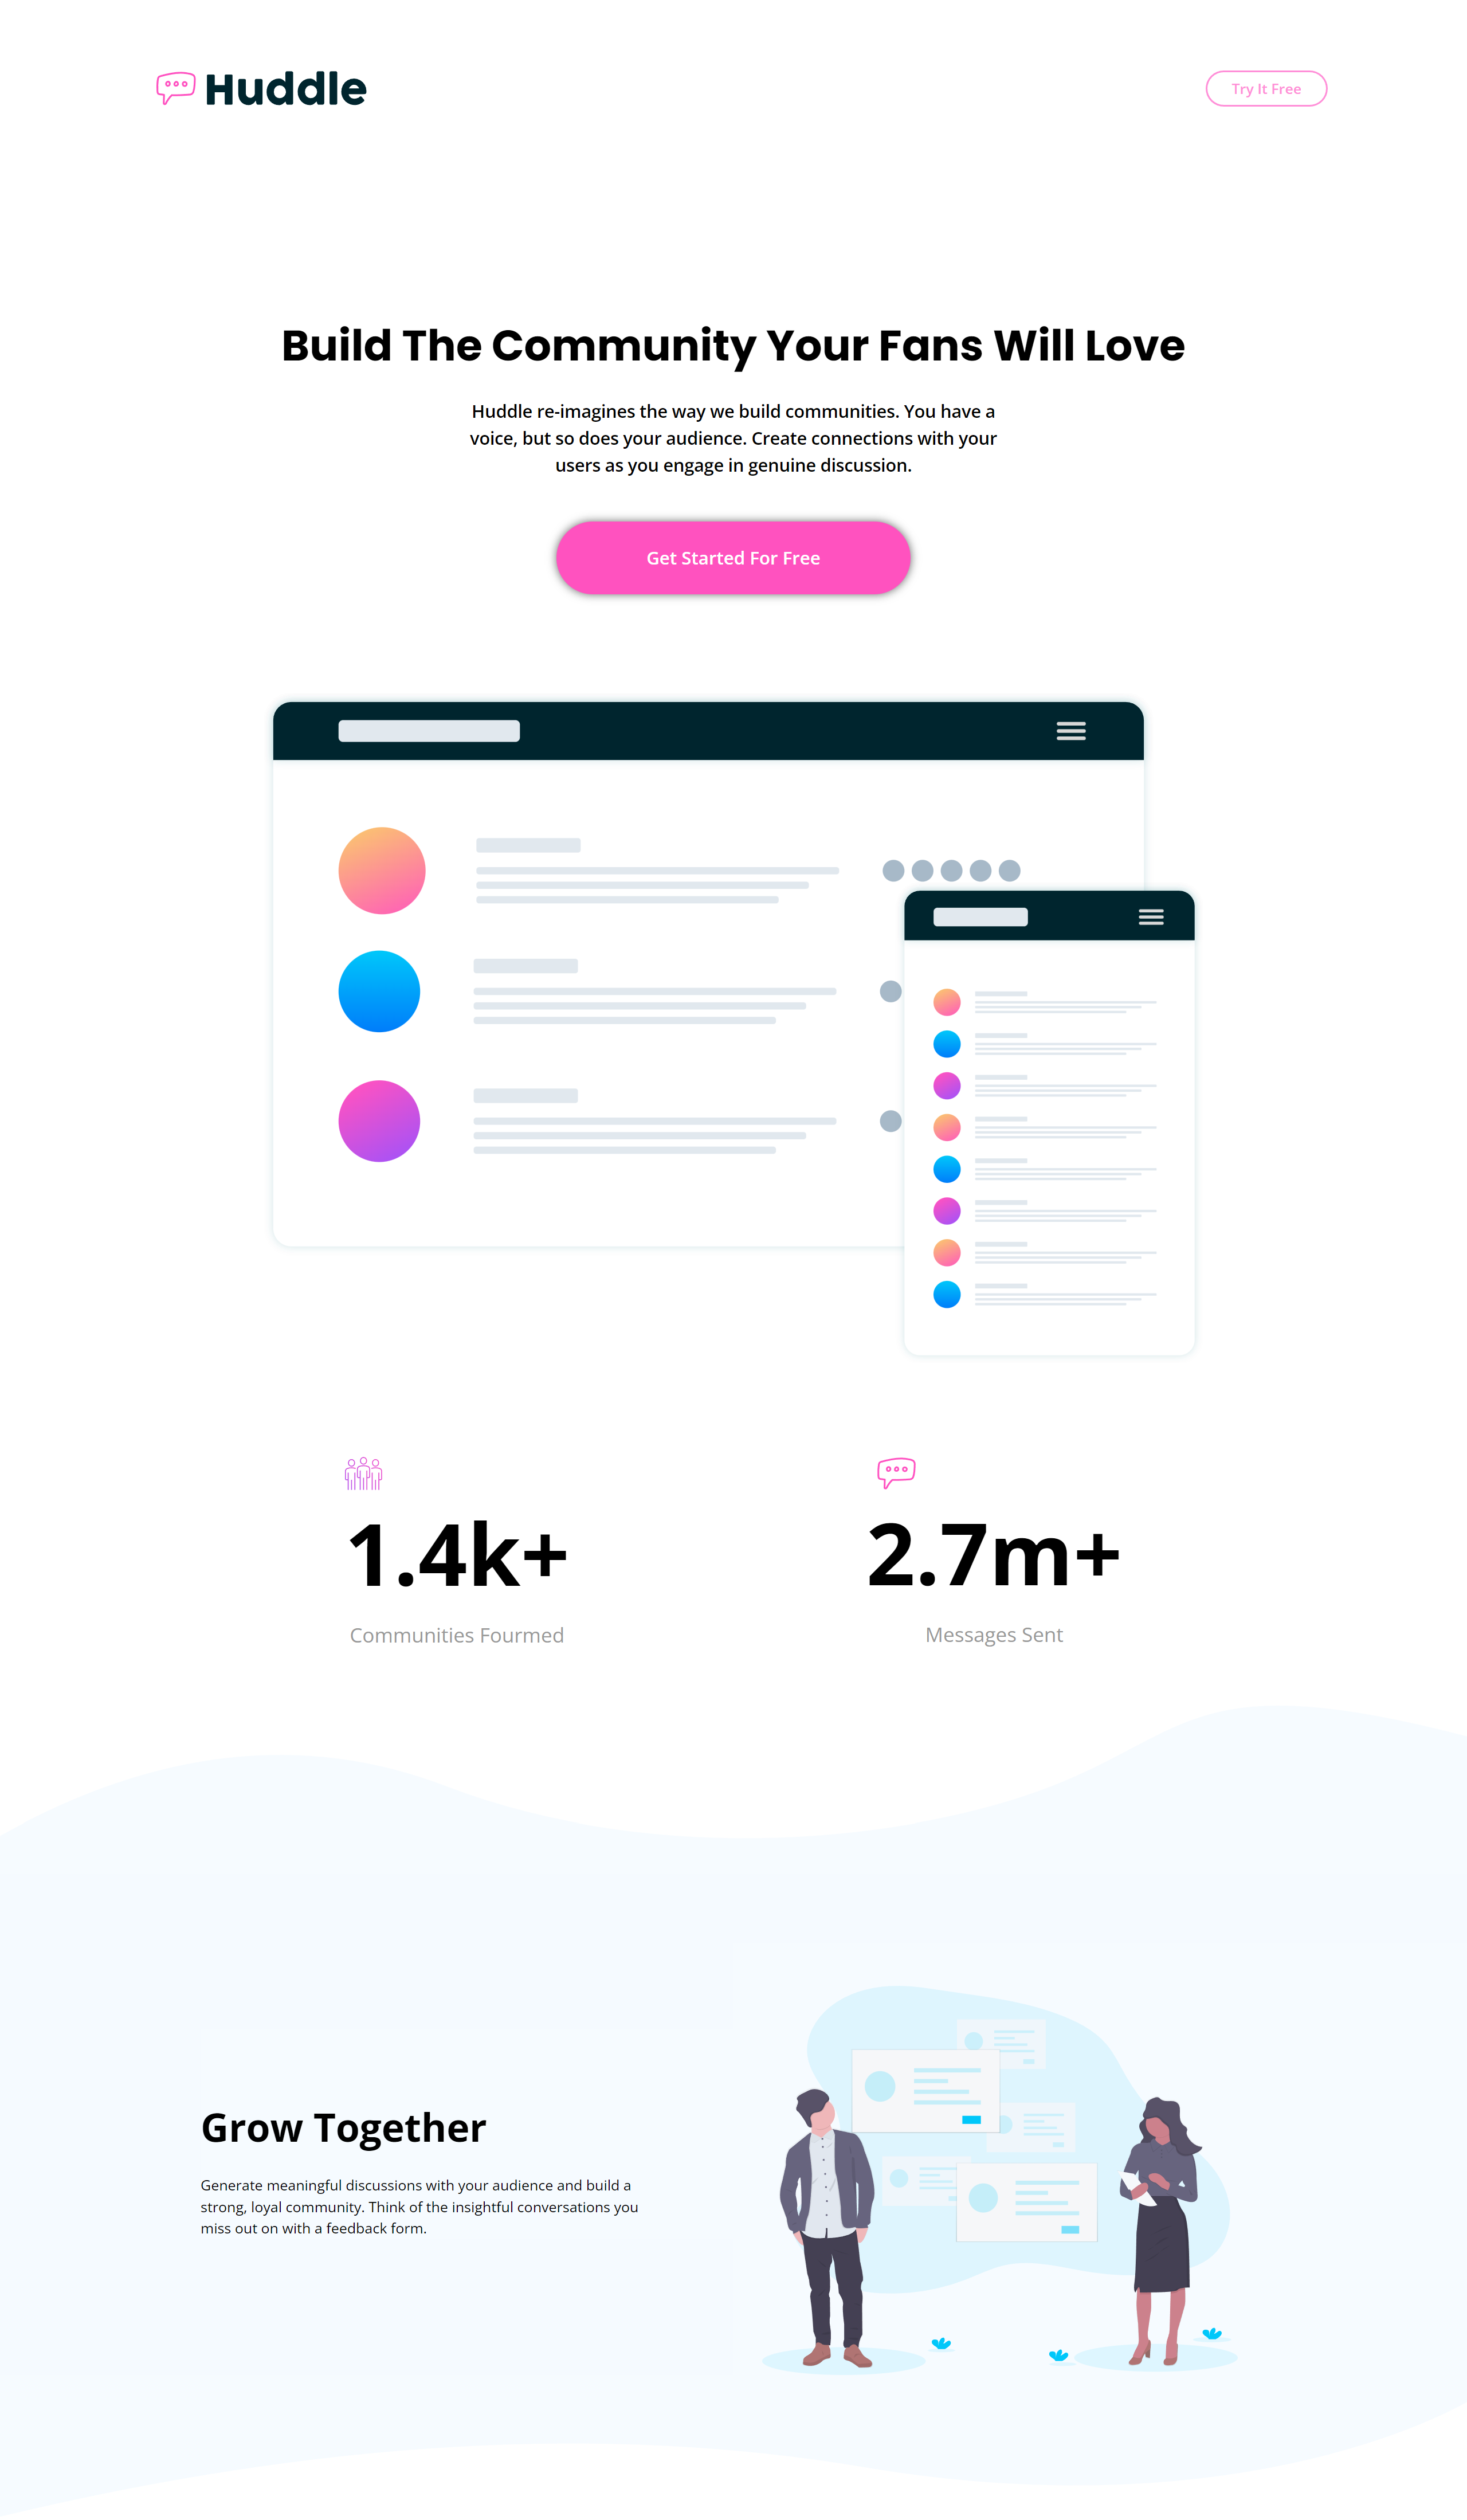 Huddle
Try It Free
Build The Community Your Fans Will Love
Huddle re-imagines the way we build communities. You have a
voice, but so does your audience. Create connections with your
users as you engage in genuine discussion.
Get Started For Free
1.4k+
Communities Fourmed
2.7m+
Messages Sent
Grow Together
Generate meaningful discussions with your audience and build a
strong, loyal community. Think of the insightful conversations you
miss out on with a feedback form.